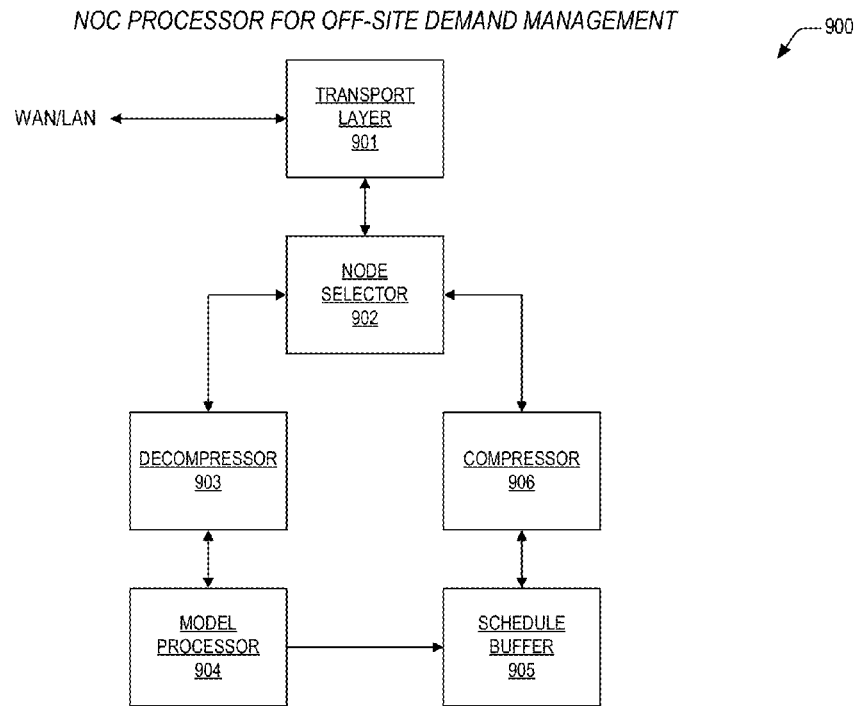 NOC PROCESSOR FOR OFF-SITE DEMAND MANAGEMENT
900
WAN/LAN
TRANSPORT
LAYER
901
NODE
SELECTOR
902
DECOMPRESSOR
903
COMPRESSOR
906
MODEL
PROCESSOR
904
SCHEDULE
BUFFER
905